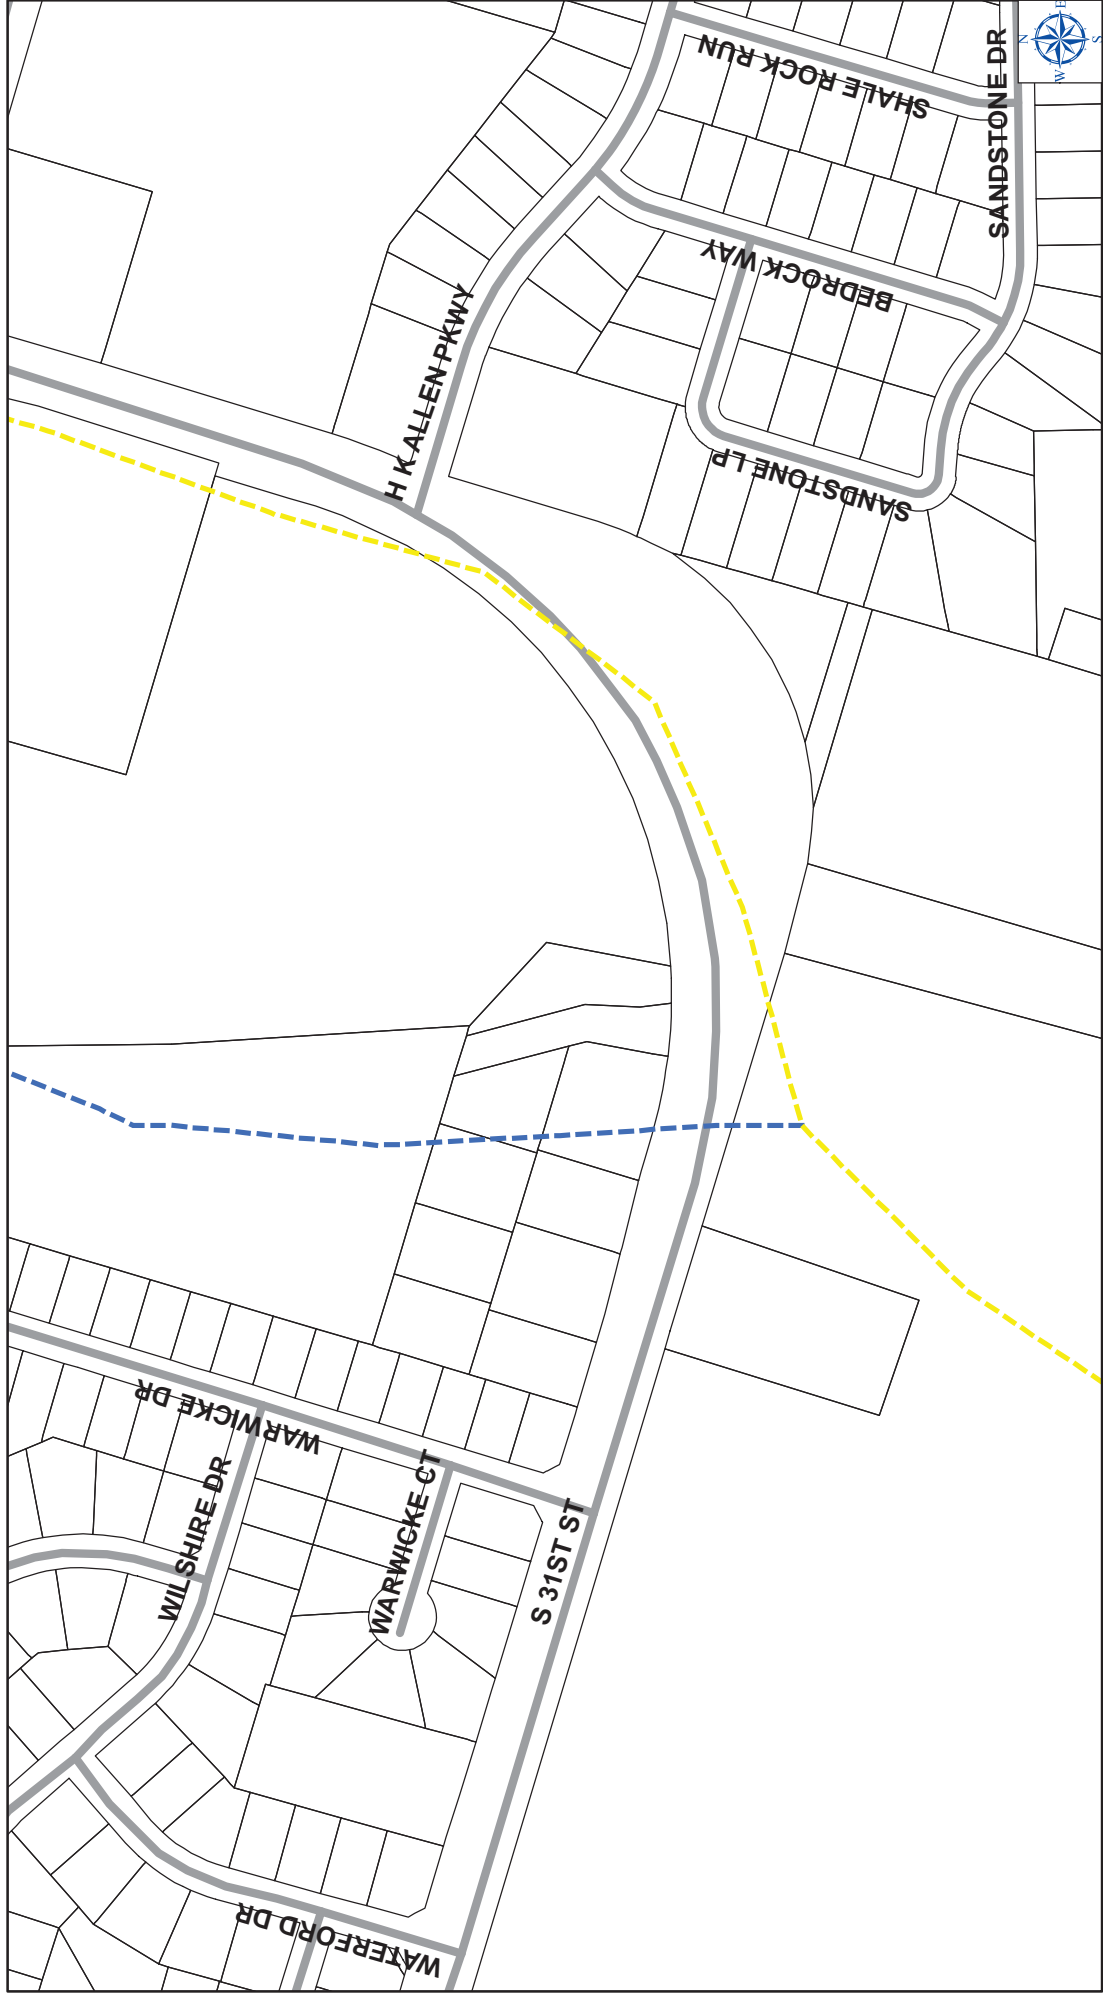 N
E
W
S
SHALE ROCK RUN
SANDSTONE DR
BEDROCK WAY
H K ALLEN PKWY
SANDSTONE LP
WARWICKE DR
WILSHIRE DR
WARWICKE CT
S 31ST ST
WATERFORD DR